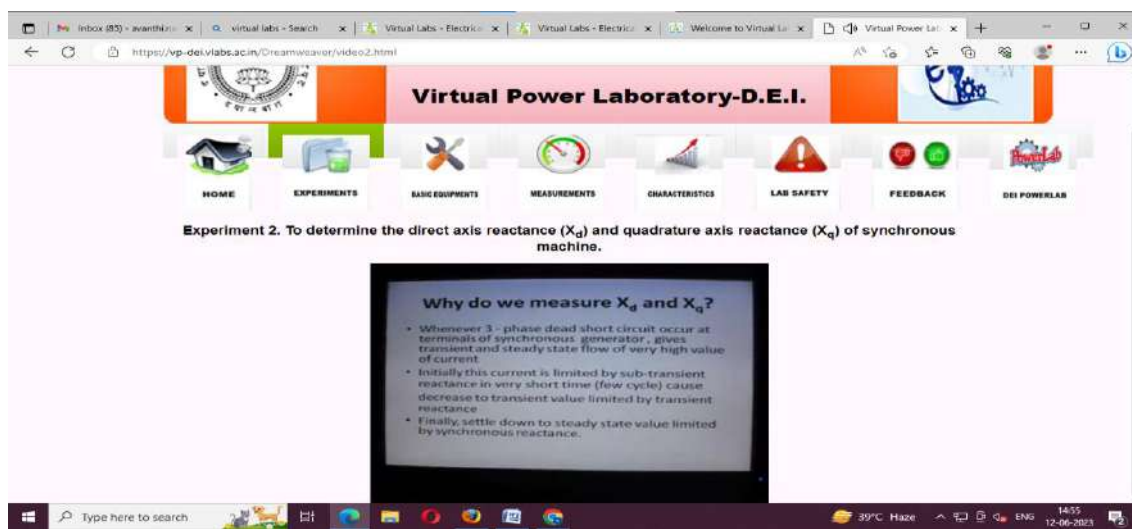 Inbox (85) - avanthi.n
virtual labs - Search
Virtual Labs - Electrica
Virtual Labs - Electrica
Welcome to Virtual La
Virtual Power Lab
https://vp-dei.vlabs.ac.in/Dreamweaver/video2.html
Virtual Power Laboratory-D.E.I.
PowerLab
HOME
EXPERIMENTS
BASIC EQUIPMENTS
MEASUREMENTS
CHARACTERISTICS
LAB SAFETY
FEEDBACK
DEI POWERLAB
Experiment 2. To determine the direct axis reactance (Xd) and quadrature axis reactance (Xq) of synchronous
machine.
Why do we measure Xd and Xq?
• Whenever 3 - phase dead short circuit occur at
terminals of synchronous generator, gives
transient and steady state flow of very high value
of current
• Initially this current is limited by sub-transient
reactance in very short time (few cycle) cause
decrease to transient value limited by transient
reactance
• Finally, settle down to steady state value limited
by synchronous reactance.
Type here to search
39°C Haze
ENG
14:55
12-06-2023